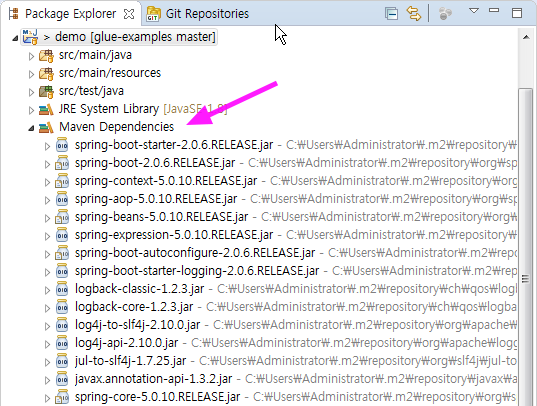 Package Explorer
Git Repositories
> demo [glue-examples master]
src/main/java
src/main/resources
src/test/java
JRE System Library [JavaSE-1.8]
Maven Dependencies
spring-boot-starter-2.0.6.RELEASE.jar - C:₩Users₩Administrator₩.m2₩repository₩
spring-boot-2.0.6.RELEASE.jar - C:₩Users₩Administrator₩.m2₩repository₩org₩sp
spring-context-5.0.10.RELEASE.jar - C:₩Users₩Administrator₩.m2₩repository₩org
spring-aop-5.0.10.RELEASE.jar - C:₩Users₩Administrator₩.m2₩repository₩org₩s
spring-beans-5.0.10.RELEASE.jar - C:₩Users₩Administrator₩.m2₩repository₩org₩
spring-expression-5.0.10.RELEASE.jar - C:₩Users₩Administrator₩.m2₩repository₩
spring-boot-autoconfigure-2.0.6.RELEASE.jar - C:₩Users₩Administrator₩.m2₩rep
spring-boot-starter-logging-2.0.6.RELEASE.jar - C:₩Users₩Administrator₩.m2₩re
logback-classic-1.2.3.jar - C:₩Users₩Administrator₩.m2₩repository₩ch₩qos₩logl
logback-core-1.2.3.jar - C:₩Users₩Administrator₩.m2₩repository₩ch₩qos₩logba
log4j-to-slf4j-2.10.0.jar - C:₩Users₩Administrator₩.m2₩repository₩org₩apache₩
log4j-api-2.10.0.jar - C:₩Users₩Administrator₩.m2₩repository₩org₩apache₩logg
jul-to-slf4j-1.7.25.jar - C:₩Users₩Administrator₩.m2₩repository₩org₩slf4j₩jul-to
javax.annotation-api-1.3.2.jar - C:₩Users₩Administrator₩.m2₩repository₩javax₩a
spring-core-5.0.10.RELEASE.jar - C:₩Users₩Administrator₩.m2₩repository₩org₩